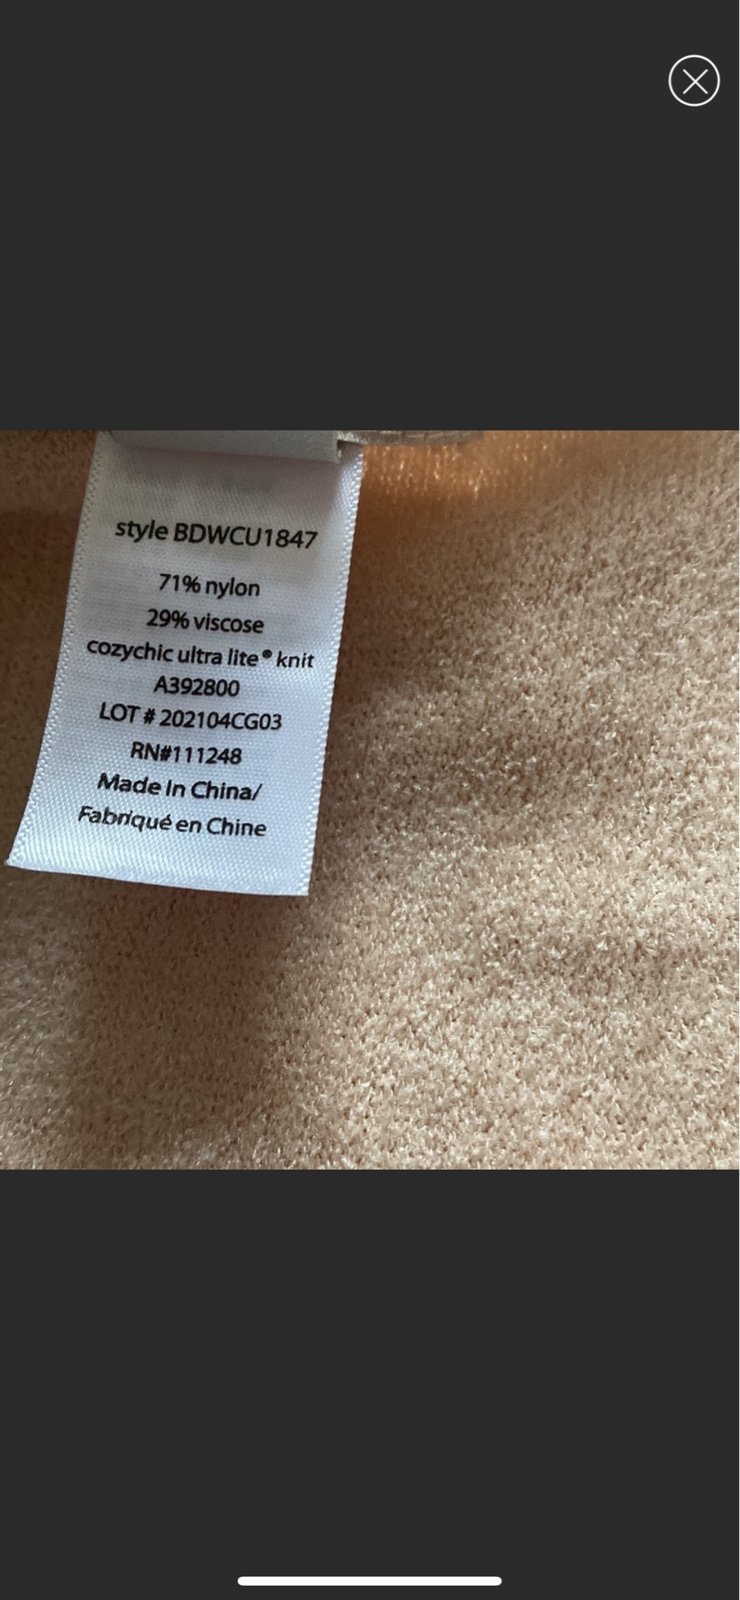 style BDWCU1847
71% nylon
29% viscose
cozychic ultra lite® knit
A392800
LOT # 202104CG03
RN#111248
Made In China/
Fabriqué en Chine